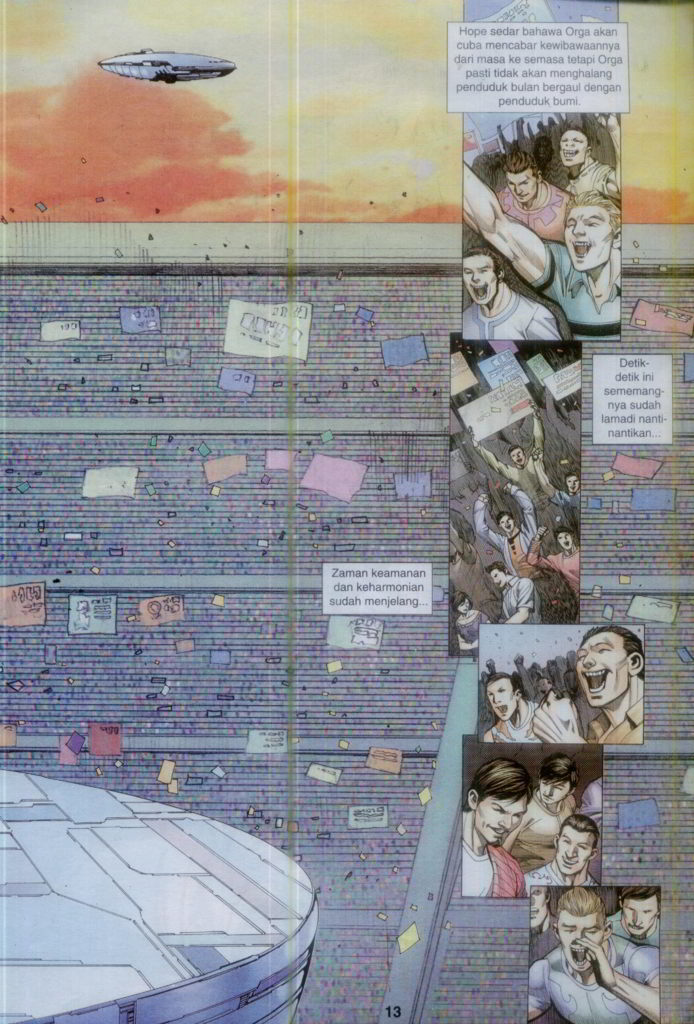 Hope sedar bahawa Orga akan
cuba mencabar kewibawaannya
dari masa ke semasa tetapi Orga
pasti tidak akan menghalang
penduduk bulan bergaul dengan
penduduk bumi.
Detik-
detik ini
sememang-
nya sudah
lamadi nanti-
nantikan...
Zaman keamanan
dan keharmonian
sudah menjelang...
13